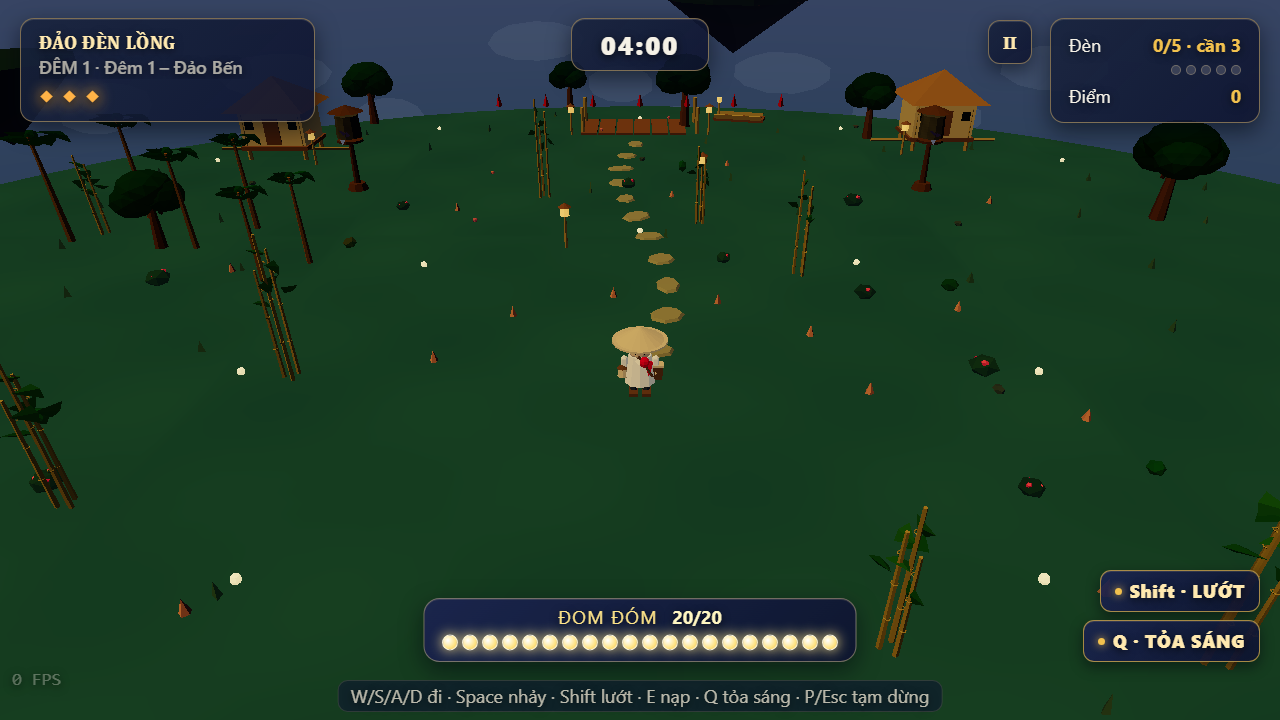 ĐẢO ĐÈN LỒNG
ĐÊM 1 · Đêm 1 – Đảo Bến
04:00
II
Đèn 0/5 · cần 3
Điểm 0
Shift · LƯỚT
Q · TỎA SÁNG
ĐOM ĐÓM 20/20
0 FPS
W/S/A/D đi · Space nhảy · Shift lướt · E nạp · Q tỏa sáng · P/Esc tạm dừng